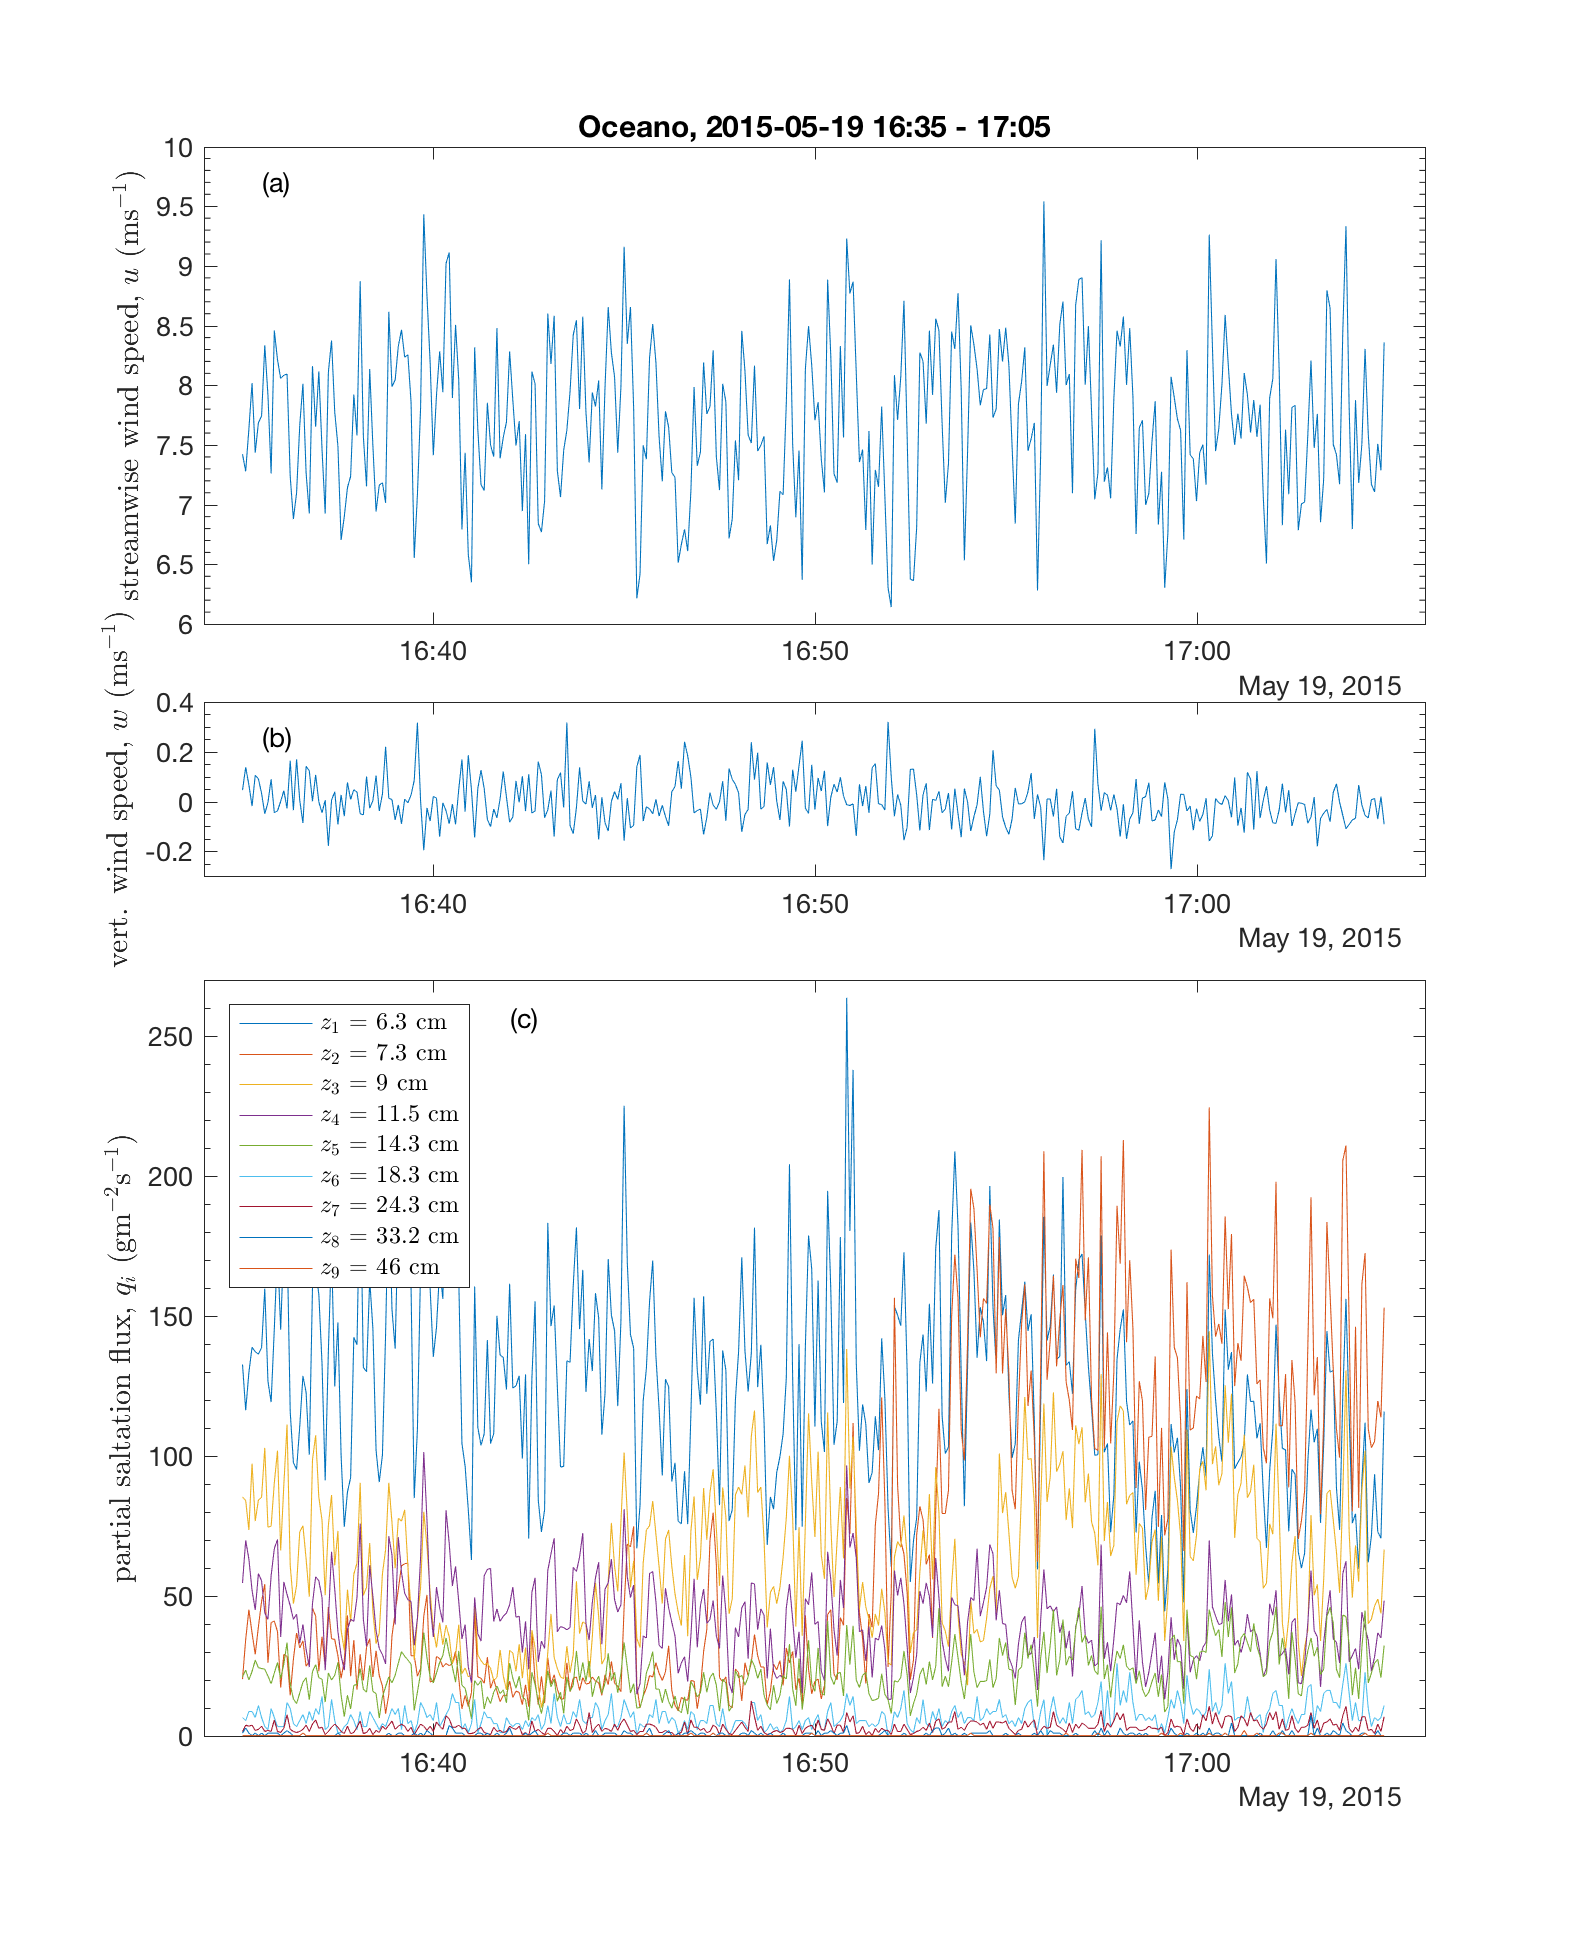 Oceano, 2015-05-19 16:35 - 17:05
(a)
streamwise wind speed, u (ms⁻¹)
10
9.5
9
8.5
8
7.5
7
6.5
6
16:40 16:50 17:00
May 19, 2015
(b)
vert. wind speed, w (ms⁻¹)
0.4
0.2
0
-0.2
16:40 16:50 17:00
May 19, 2015
(c)
partial saltation flux, qᵢ (gm⁻²s⁻¹)
250
200
150
100
50
0
z₁ = 6.3 cm
z₂ = 7.3 cm
z₃ = 9 cm
z₄ = 11.5 cm
z₅ = 14.3 cm
z₆ = 18.3 cm
z₇ = 24.3 cm
z₈ = 33.2 cm
z₉ = 46 cm
16:40 16:50 17:00
May 19, 2015